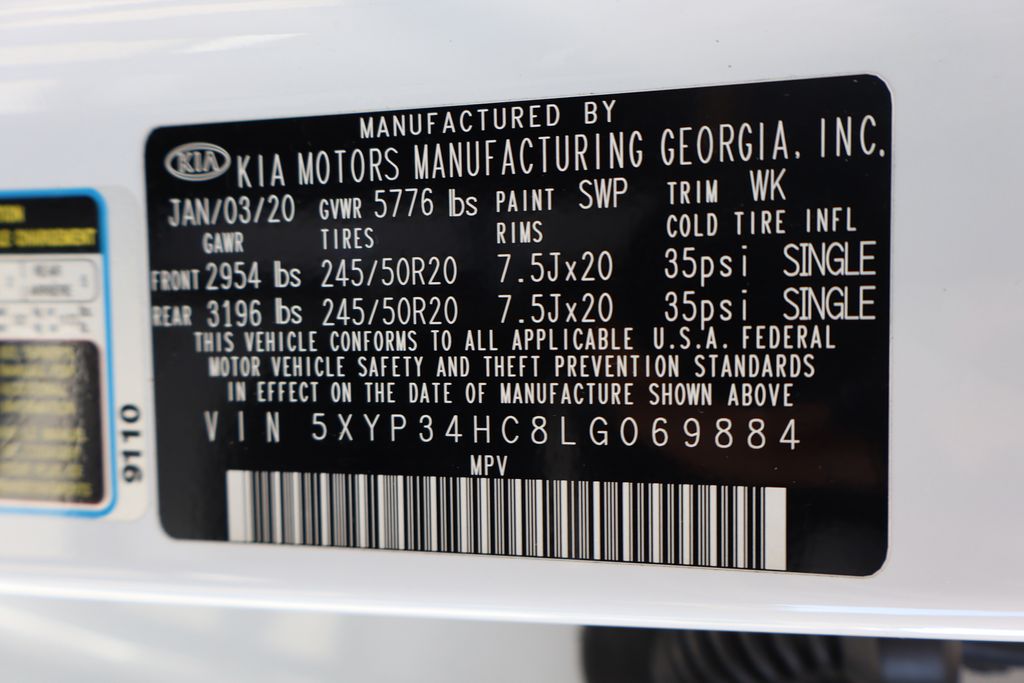 MANUFACTURED BY
KIA KIA MOTORS MANUFACTURING GEORGIA, INC.
JAN/03/20 GVWR 5776 lbs PAINT SWP TRIM WK
GAWR TIRES RIMS COLD TIRE INFL
FRONT 2954 lbs 245/50R20 7.5Jx20 35psi SINGLE
REAR 3196 lbs 245/50R20 7.5Jx20 35psi SINGLE
THIS VEHICLE CONFORMS TO ALL APPLICABLE U.S.A. FEDERAL
MOTOR VEHICLE SAFETY AND THEFT PREVENTION STANDARDS
IN EFFECT ON THE DATE OF MANUFACTURE SHOWN ABOVE
VIN 5XYP34HC8LG069884
MPV
9110